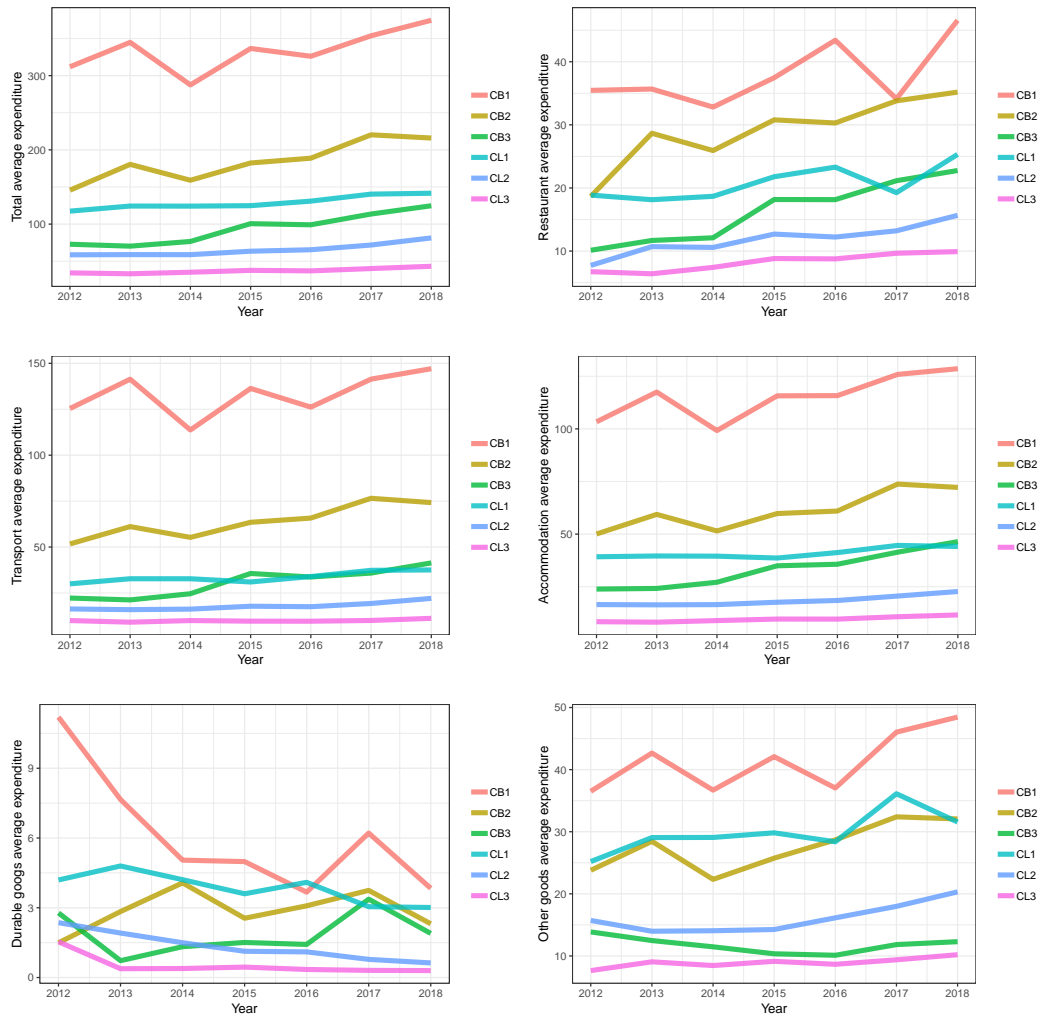 Total average expenditure
300
200
100
2012 2013 2014 2015 2016 2017 2018
Year
CB1
CB2
CB3
CL1
CL2
CL3
Restaurant average expenditure
40
30
20
10
2012 2013 2014 2015 2016 2017 2018
Year
CB1
CB2
CB3
CL1
CL2
CL3
Transport average expenditure
150
100
50
2012 2013 2014 2015 2016 2017 2018
Year
CB1
CB2
CB3
CL1
CL2
CL3
Accommodation average expenditure
100
50
2012 2013 2014 2015 2016 2017 2018
Year
CB1
CB2
CB3
CL1
CL2
CL3
Durable googs average expenditure
9
6
3
0
2012 2013 2014 2015 2016 2017 2018
Year
CB1
CB2
CB3
CL1
CL2
CL3
Other goods average expenditure
50
40
30
20
10
2012 2013 2014 2015 2016 2017 2018
Year
CB1
CB2
CB3
CL1
CL2
CL3